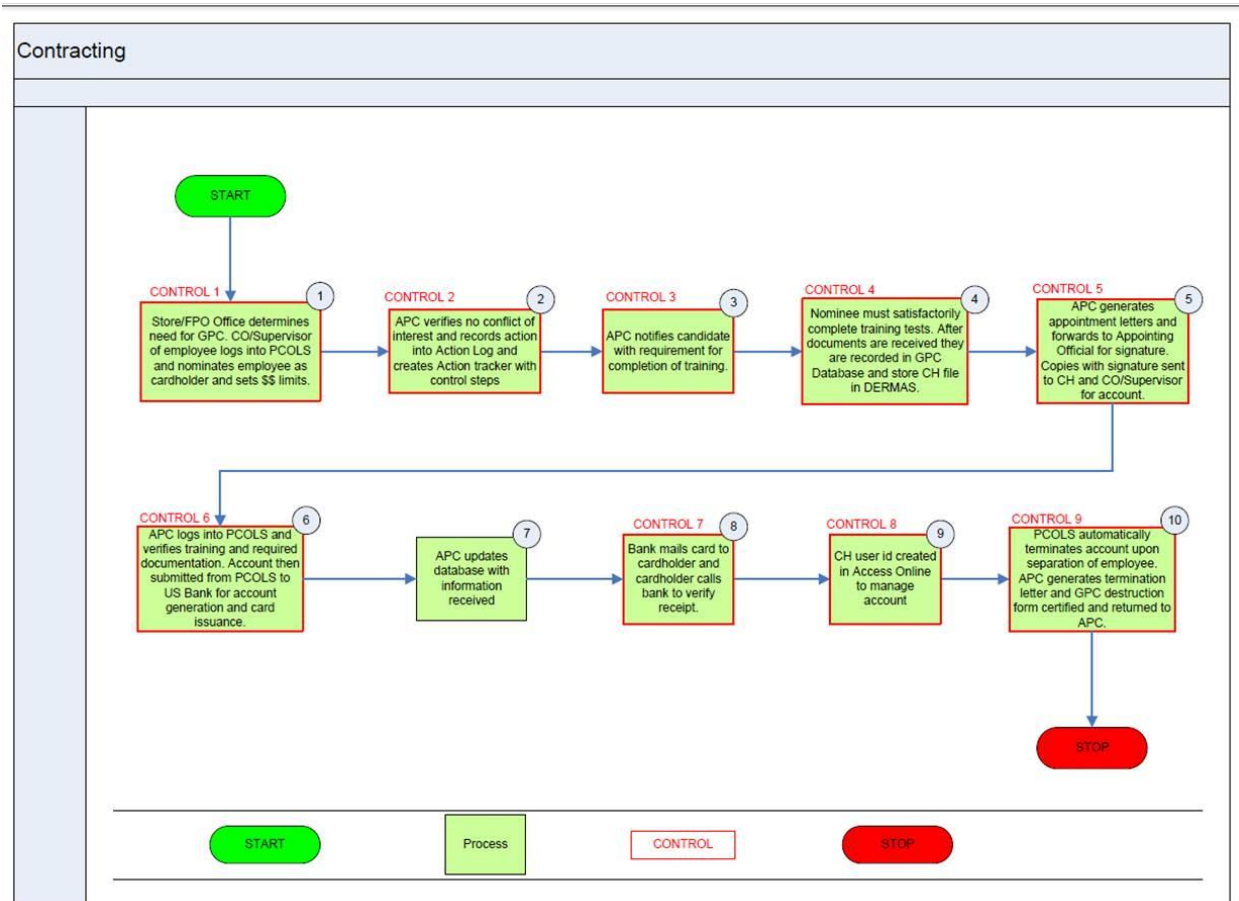 Contracting
START
CONTROL 1
1
Store/FPO Office determines
need for GPC. CO/Supervisor
of employee logs into PCOLS
and nominates employee as
cardholder and sets $$ limits.
CONTROL 2
2
APC verifies no conflict of
interest and records action
into Action Log and
creates Action tracker with
control steps
CONTROL 3
3
APC notifies candidate
with requirement for
completion of training.
CONTROL 4
4
Nominee must satisfactorily
complete training tests. After
documents are received they
are recorded in GPC
Database and store CH file
in DERMAS.
CONTROL 5
5
APC generates
appointment letters and
forwards to Appointing
Official for signature.
Copies with signature sent
to CH and CO/Supervisor
for account.
CONTROL 6
6
APC logs into PCOLS and
verifies training and required
documentation. Account then
submitted from PCOLS to
US Bank for account
generation and card
issuance.
7
APC updates
database with
information
received
CONTROL 7
8
Bank mails card to
cardholder and
cardholder calls
bank to verify
receipt.
CONTROL 8
9
CH user id created
in Access Online
to manage
account
CONTROL 9
10
PCOLS automatically
terminates account upon
separation of employee.
APC generates termination
letter and GPC destruction
form certified and returned to
APC.
STOP
START
Process
CONTROL
STOP